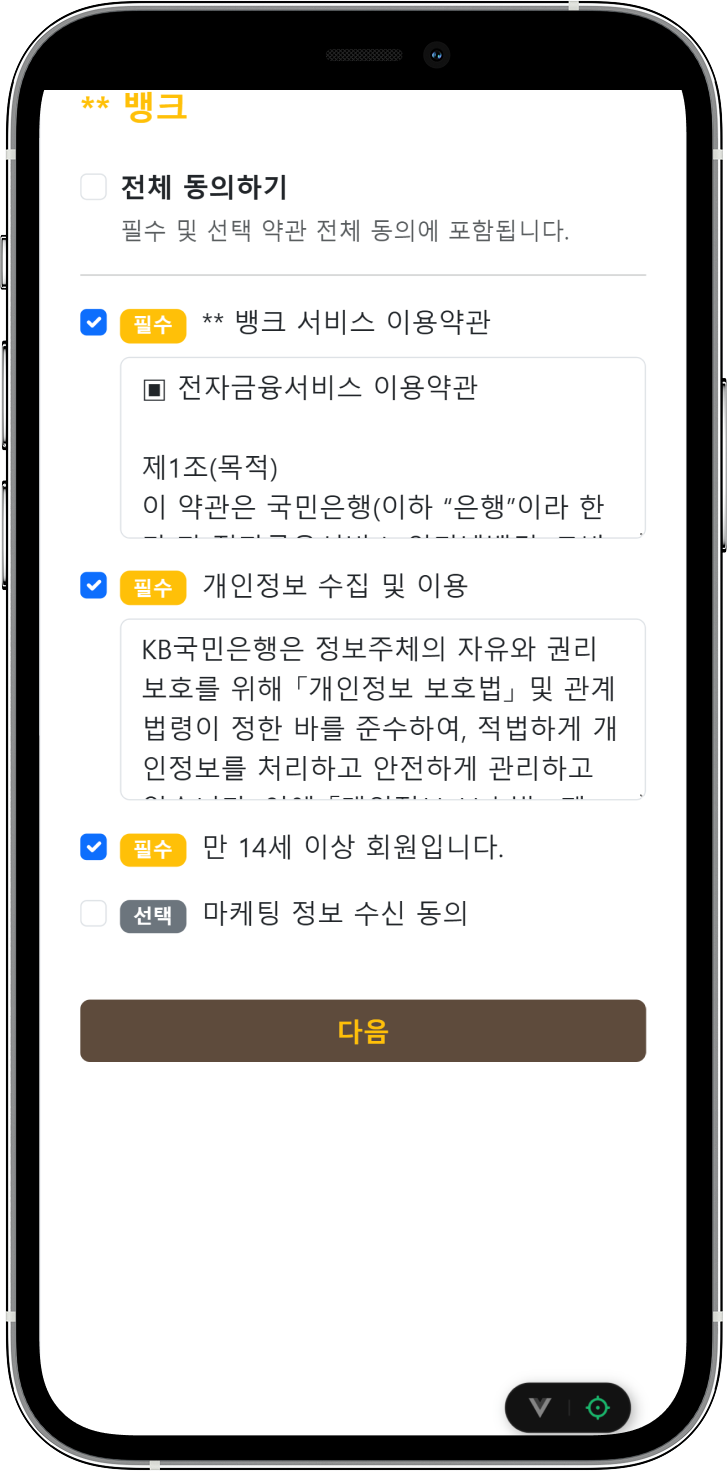 ** 뱅크
전체 동의하기
필수 및 선택 약관 전체 동의에 포함됩니다.
필수 ** 뱅크 서비스 이용약관
▣ 전자금융서비스 이용약관
제1조(목적)
이 약관은 국민은행(이하 “은행”이라 한
필수 개인정보 수집 및 이용
KB국민은행은 정보주체의 자유와 권리
보호를 위해 「개인정보 보호법」 및 관계
법령이 정한 바를 준수하여, 적법하게 개
인정보를 처리하고 안전하게 관리하고
필수 만 14세 이상 회원입니다.
선택 마케팅 정보 수신 동의
다음